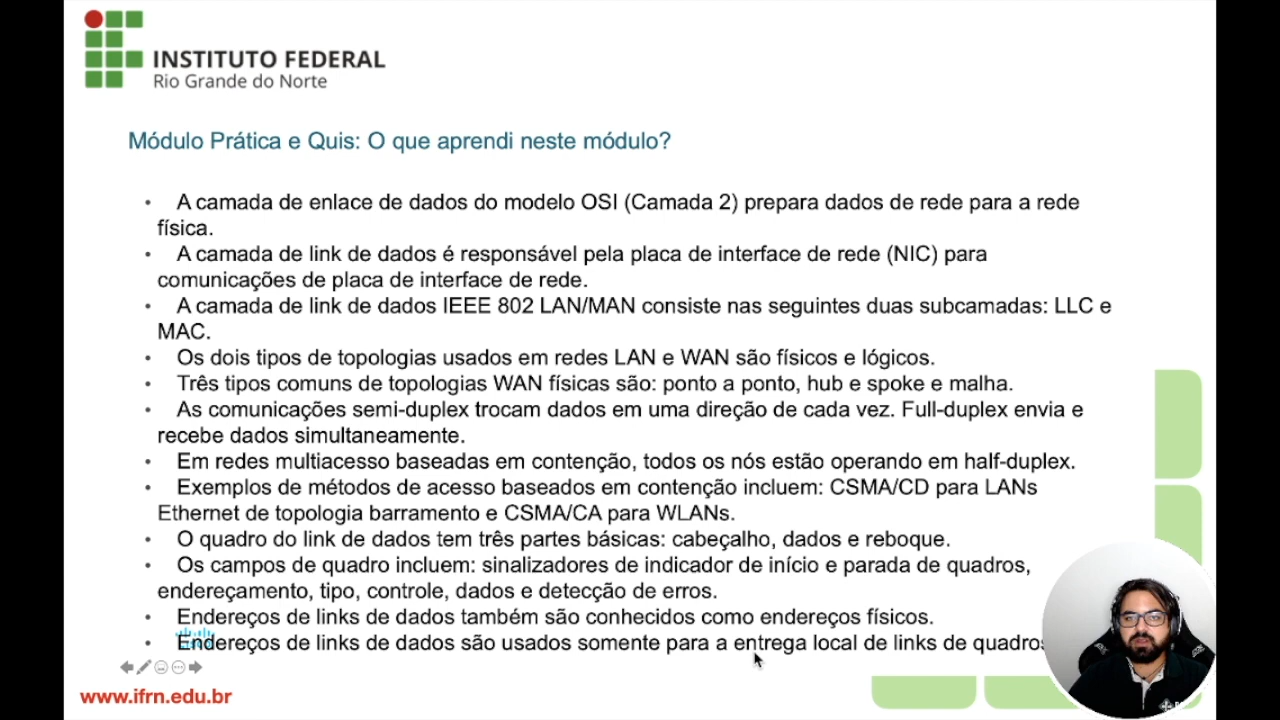 INSTITUTO FEDERAL
Rio Grande do Norte
Módulo Prática e Quis: O que aprendi neste módulo?
• A camada de enlace de dados do modelo OSI (Camada 2) prepara dados de rede para a rede
física.
• A camada de link de dados é responsável pela placa de interface de rede (NIC) para
comunicações de placa de interface de rede.
• A camada de link de dados IEEE 802 LAN/MAN consiste nas seguintes duas subcamadas: LLC e
MAC.
• Os dois tipos de topologias usados em redes LAN e WAN são físicos e lógicos.
• Três tipos comuns de topologias WAN físicas são: ponto a ponto, hub e spoke e malha.
• As comunicações semi-duplex trocam dados em uma direção de cada vez. Full-duplex envia e
recebe dados simultaneamente.
• Em redes multiacesso baseadas em contenção, todos os nós estão operando em half-duplex.
• Exemplos de métodos de acesso baseados em contenção incluem: CSMA/CD para LANs
Ethernet de topologia barramento e CSMA/CA para WLANs.
• O quadro do link de dados tem três partes básicas: cabeçalho, dados e reboque.
• Os campos de quadro incluem: sinalizadores de indicador de início e parada de quadros,
endereçamento, tipo, controle, dados e detecção de erros.
• Endereços de links de dados também são conhecidos como endereços físicos.
• Endereços de links de dados são usados somente para a entrega local de links de quadros
www.ifrn.edu.br